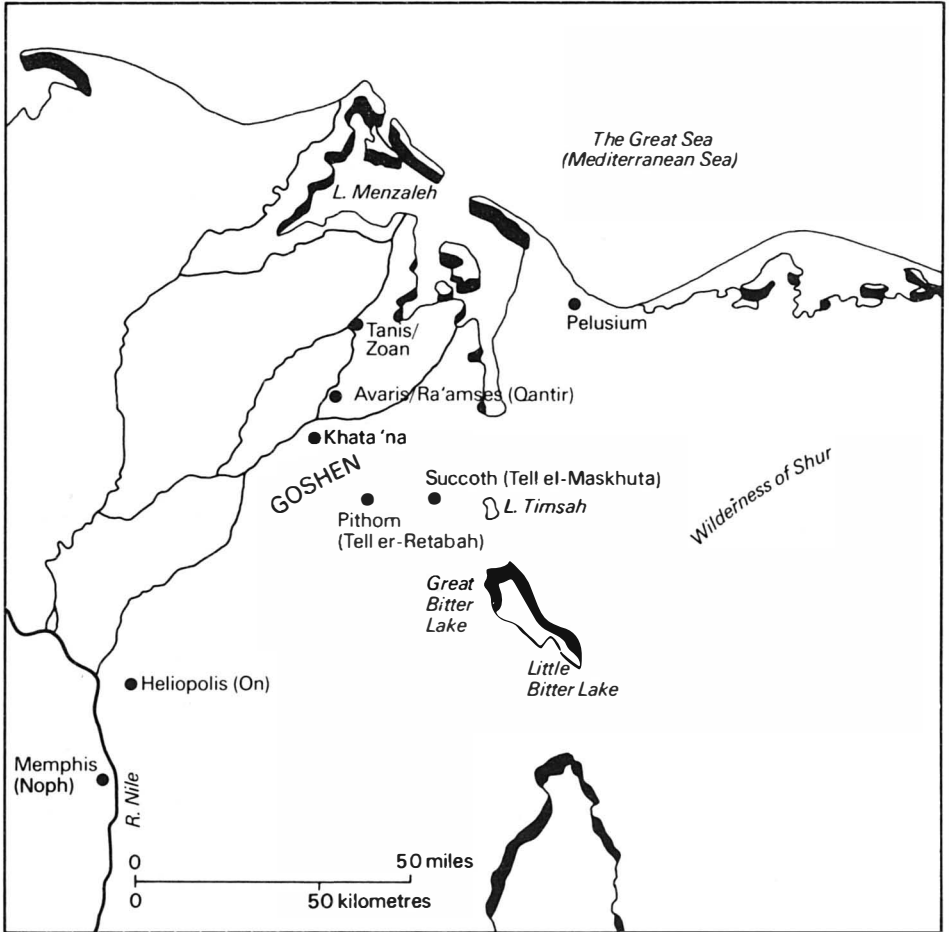 The Great Sea
(Mediterranean Sea)
L. Menzaleh
Pelusium
Tanis/
Zoan
Avaris/Ra'amses (Qantir)
Khata'na
GOSHEN
Succoth (Tell el-Maskhuta)
L. Timsah
Pithom
(Tell er-Retabah)
Wilderness of Shur
Great
Bitter
Lake
Little
Bitter Lake
Heliopolis (On)
Memphis
(Noph)
R. Nile
0 50 miles
0 50 kilometres